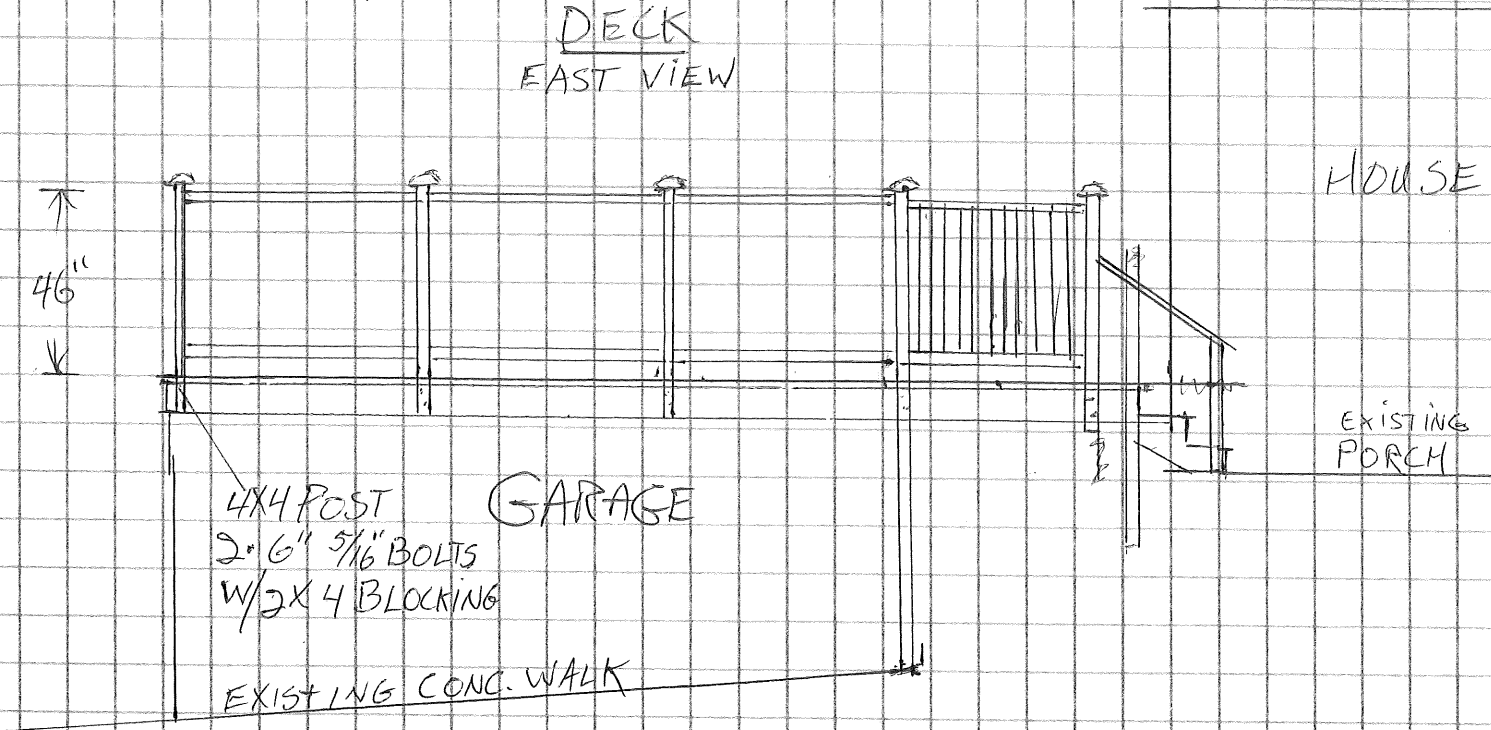 DECK
EAST VIEW
HOUSE
46"
EXISTING
PORCH
4X4 POST
GARAGE
2·6" 5/16" BOLTS
W/2X4 BLOCKING
EXISTING CONC. WALK